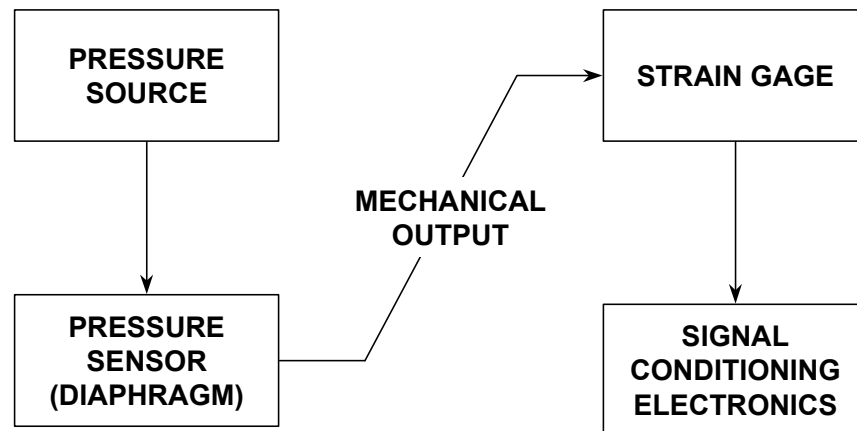 PRESSURE
SOURCE
STRAIN GAGE
MECHANICAL
OUTPUT
PRESSURE
SENSOR
(DIAPHRAGM)
SIGNAL
CONDITIONING
ELECTRONICS